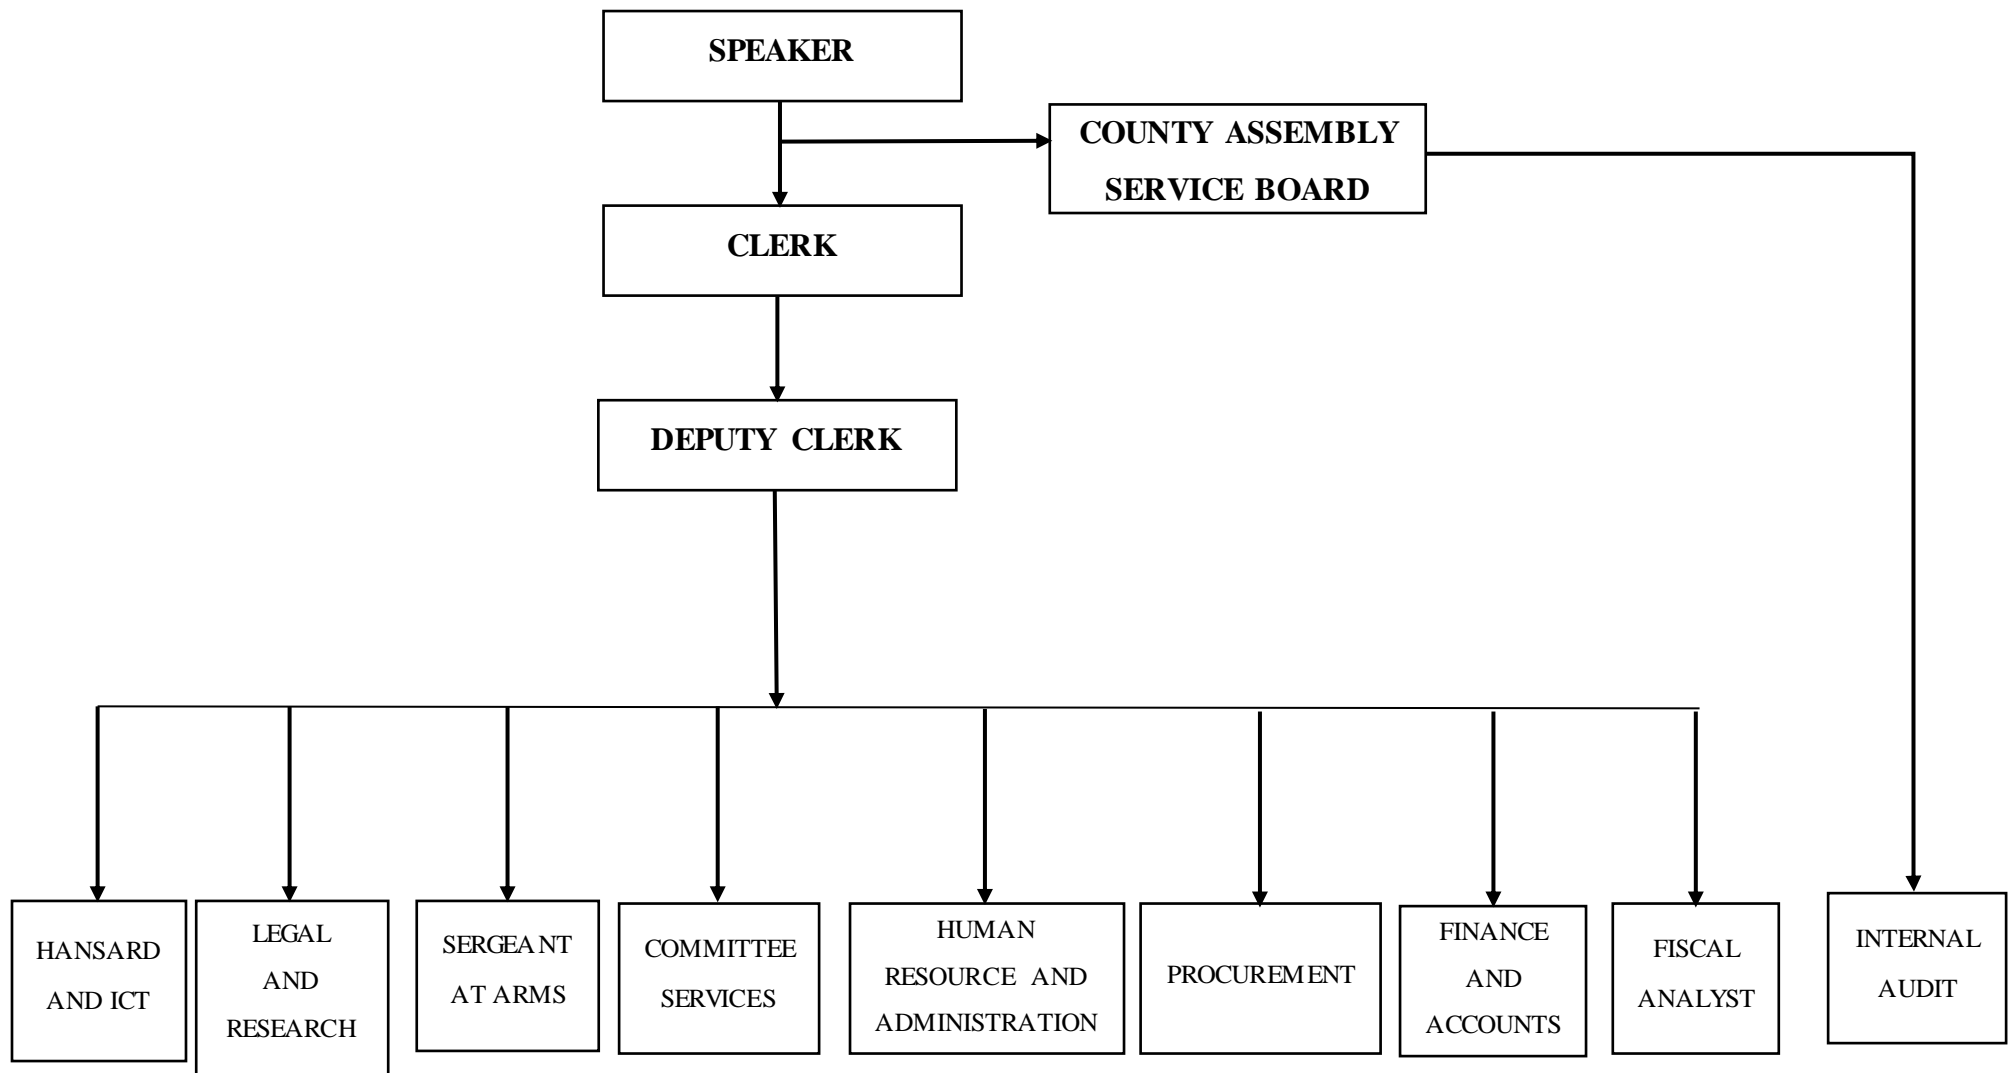 SPEAKER
COUNTY ASSEMBLY
SERVICE BOARD
CLERK
DEPUTY CLERK
HANSARD
AND ICT
LEGAL
AND
RESEARCH
SERGEANT
AT ARMS
COMMITTEE
SERVICES
HUMAN
RESOURCE AND
ADMINISTRATION
PROCUREMENT
FINANCE
AND
ACCOUNTS
FISCAL
ANALYST
INTERNAL
AUDIT